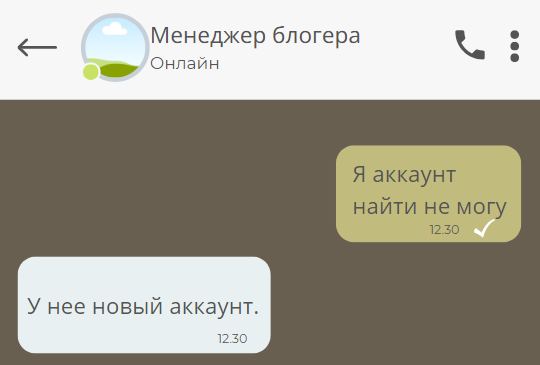 Менеджер блогера
Онлайн
Я аккаунт
найти не могу
12.30
У нее новый аккаунт.
12.30